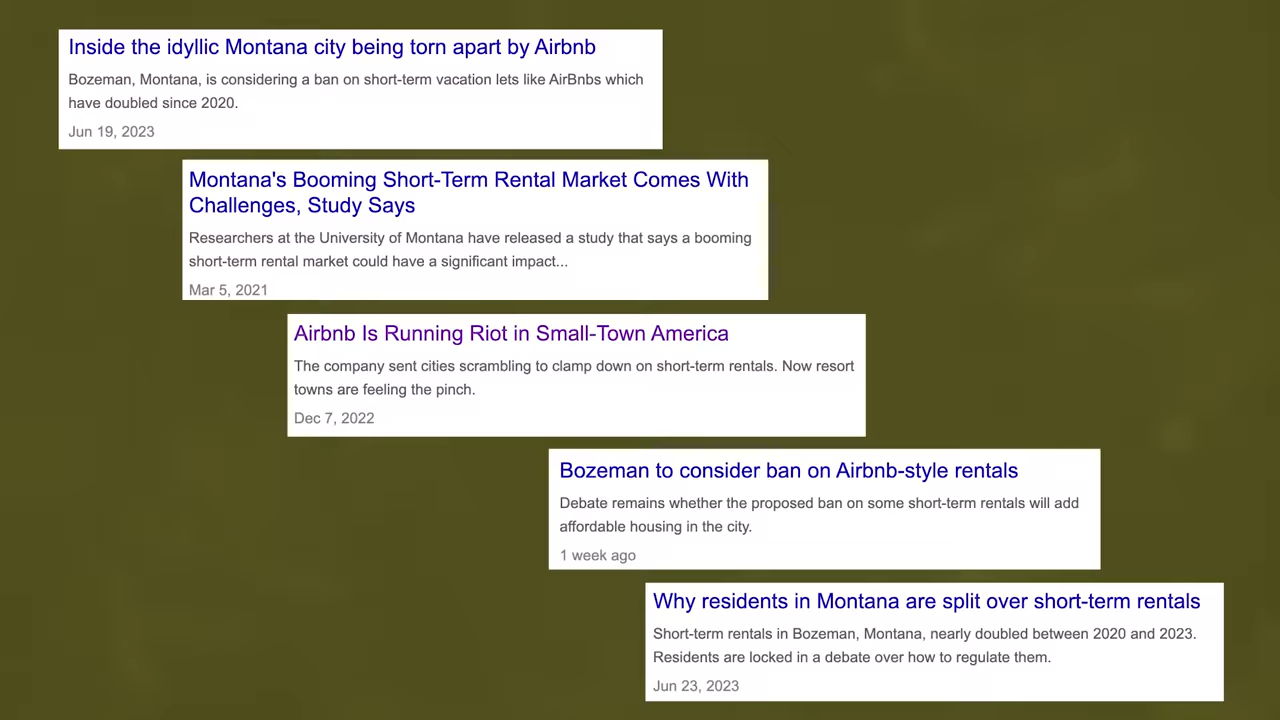 Inside the idyllic Montana city being torn apart by Airbnb
Bozeman, Montana, is considering a ban on short-term vacation lets like AirBnbs which
have doubled since 2020.
Jun 19, 2023
Montana's Booming Short-Term Rental Market Comes With
Challenges, Study Says
Researchers at the University of Montana have released a study that says a booming
short-term rental market could have a significant impact...
Mar 5, 2021
Airbnb Is Running Riot in Small-Town America
The company sent cities scrambling to clamp down on short-term rentals. Now resort
towns are feeling the pinch.
Dec 7, 2022
Bozeman to consider ban on Airbnb-style rentals
Debate remains whether the proposed ban on some short-term rentals will add
affordable housing in the city.
1 week ago
Why residents in Montana are split over short-term rentals
Short-term rentals in Bozeman, Montana, nearly doubled between 2020 and 2023.
Residents are locked in a debate over how to regulate them.
Jun 23, 2023